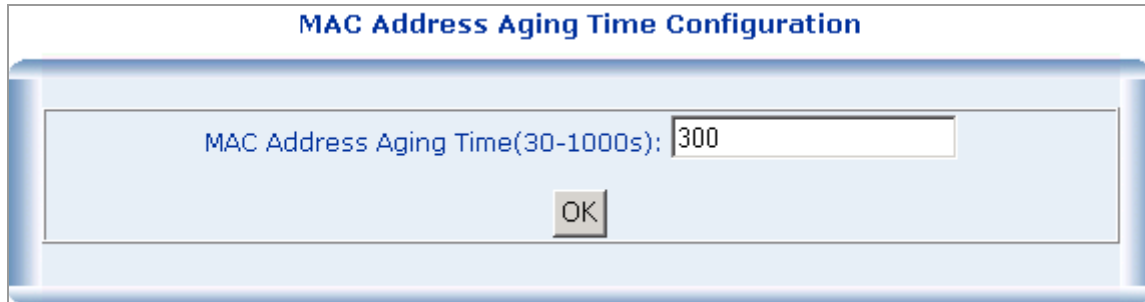 MAC Address Aging Time Configuration
MAC Address Aging Time(30-1000s): 300
OK